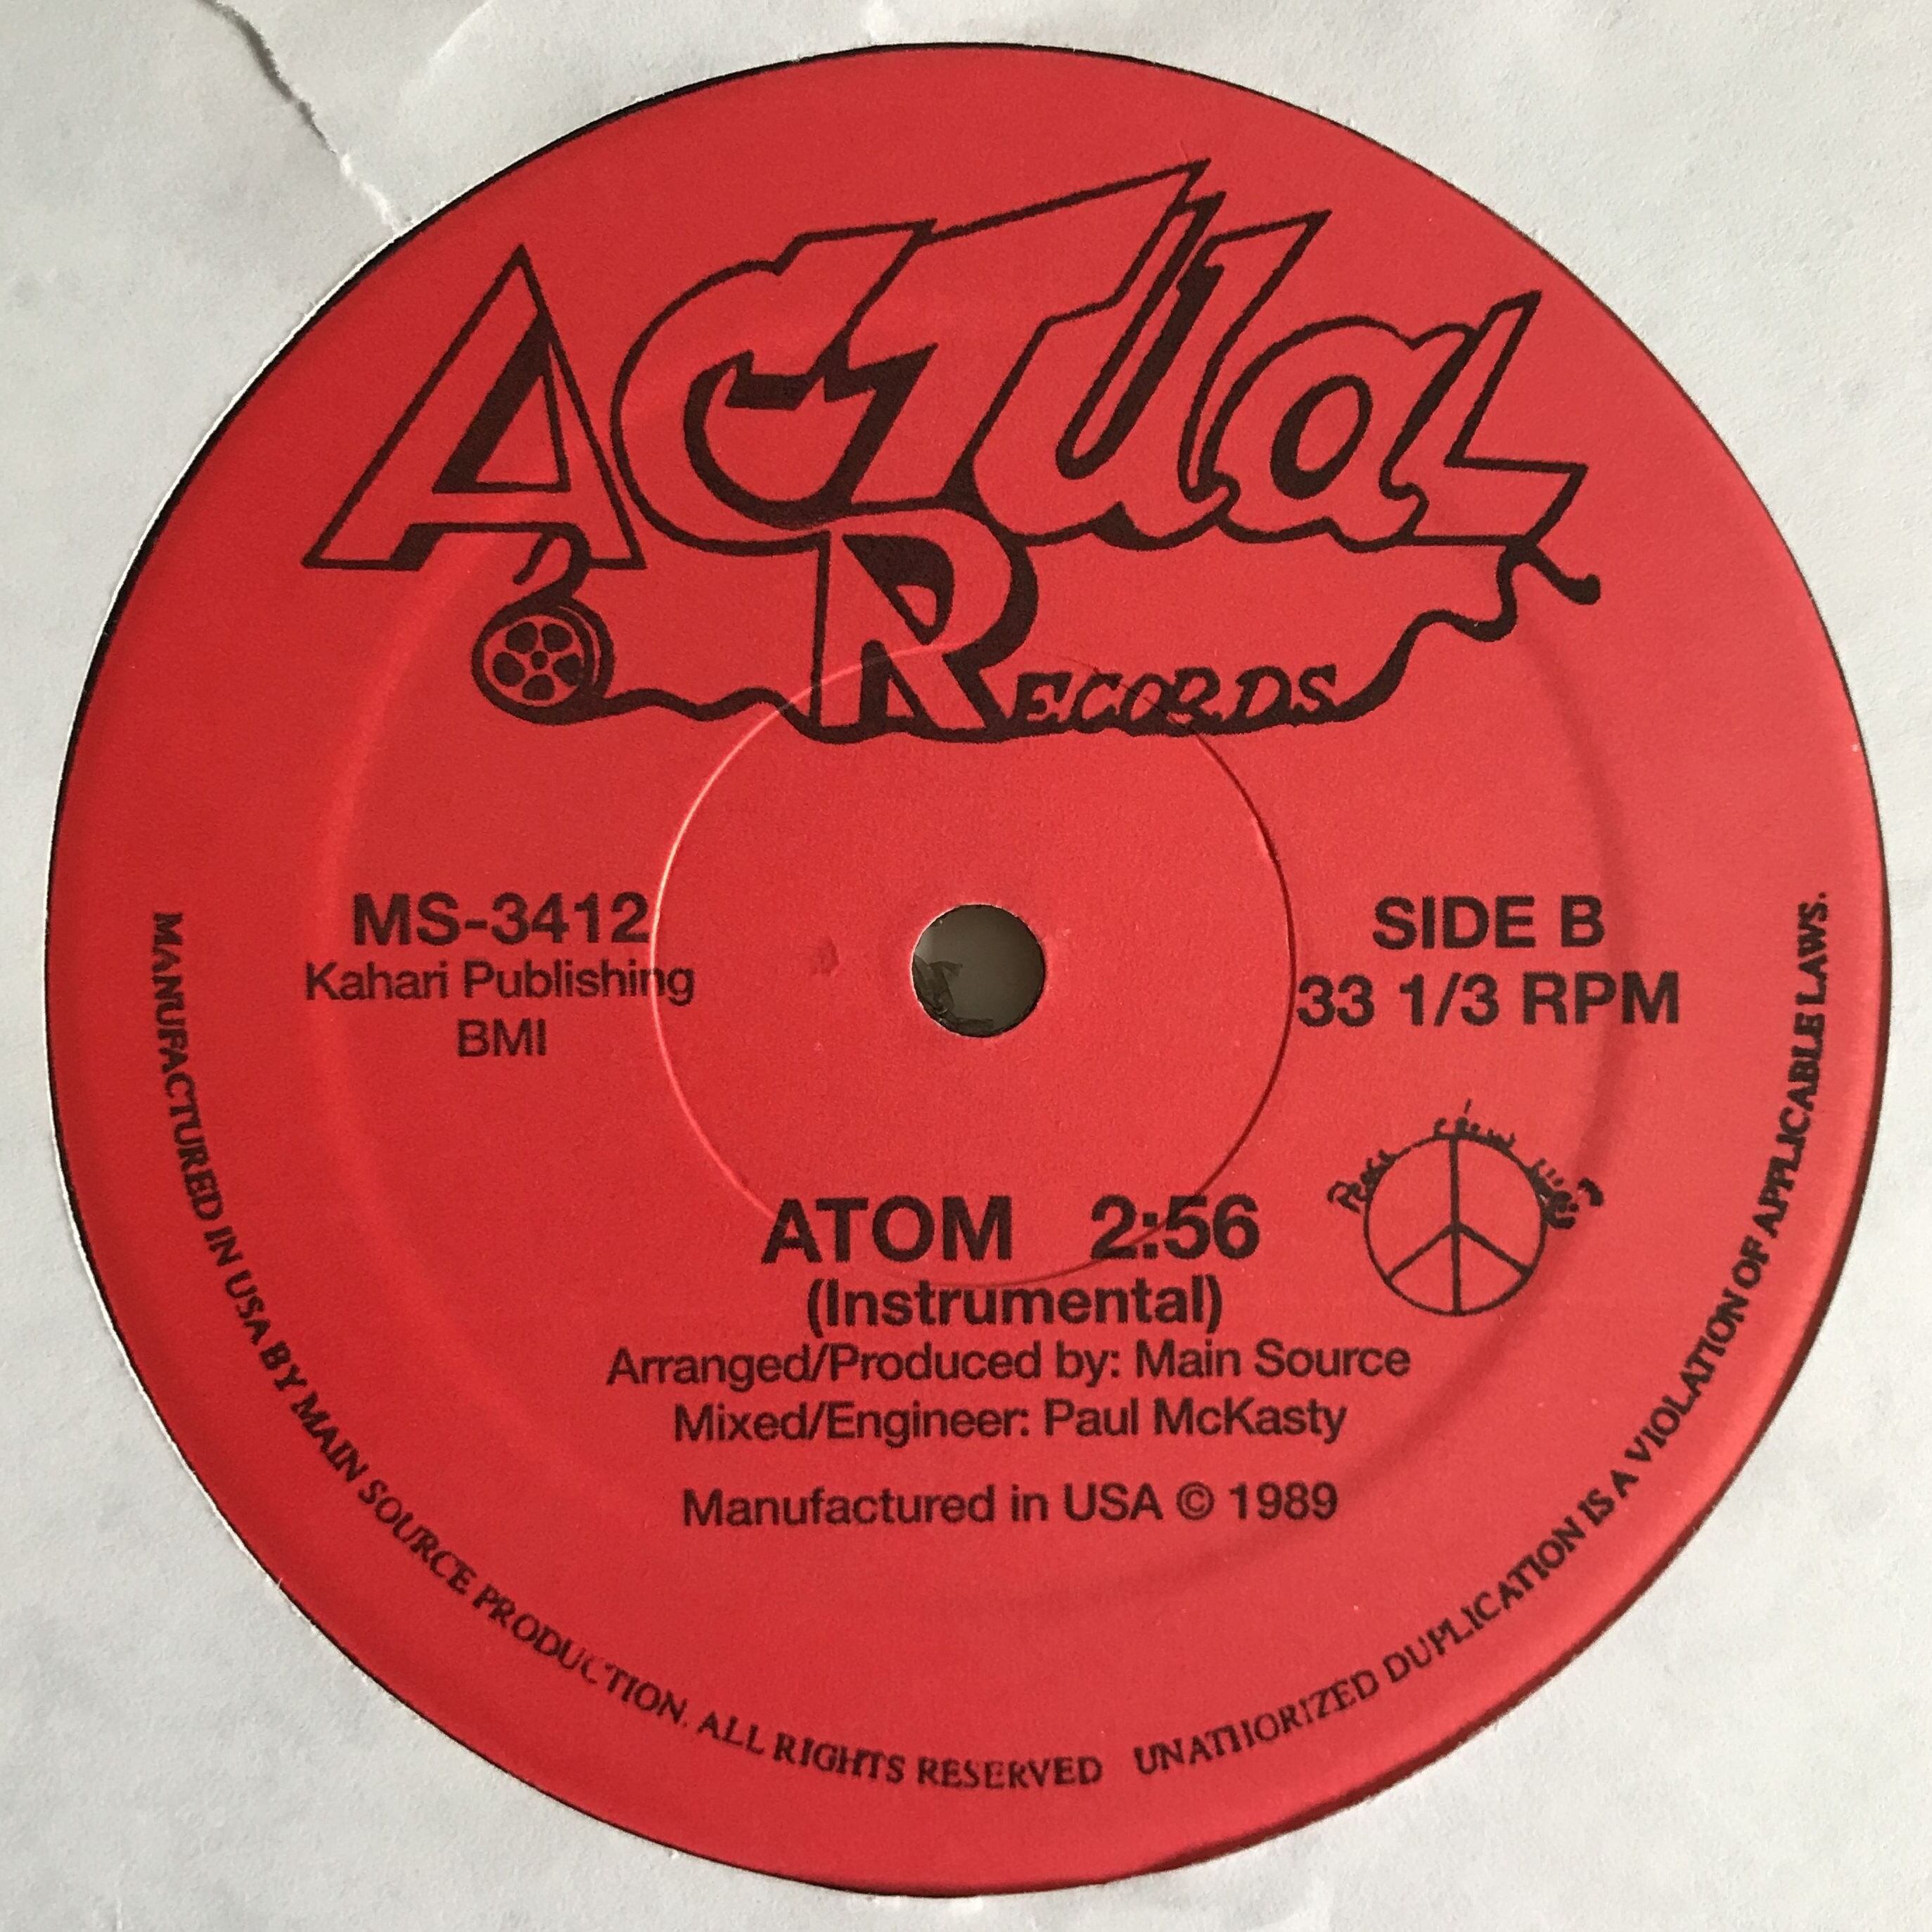 ACTUAL
RECORDS
MS-3412
Kahari Publishing
BMI
SIDE B
33 1/3 RPM
ATOM 2:56
(Instrumental)
Arranged/Produced by: Main Source
Mixed/Engineer: Paul McKasty
Manufactured in USA © 1989
MANUFACTURED IN USA BY MAIN SOURCE PRODUCTION. ALL RIGHTS RESERVED UNATHORIZED DUPLICATION IS A VIOLATION OF APPLICABLE LAWS.